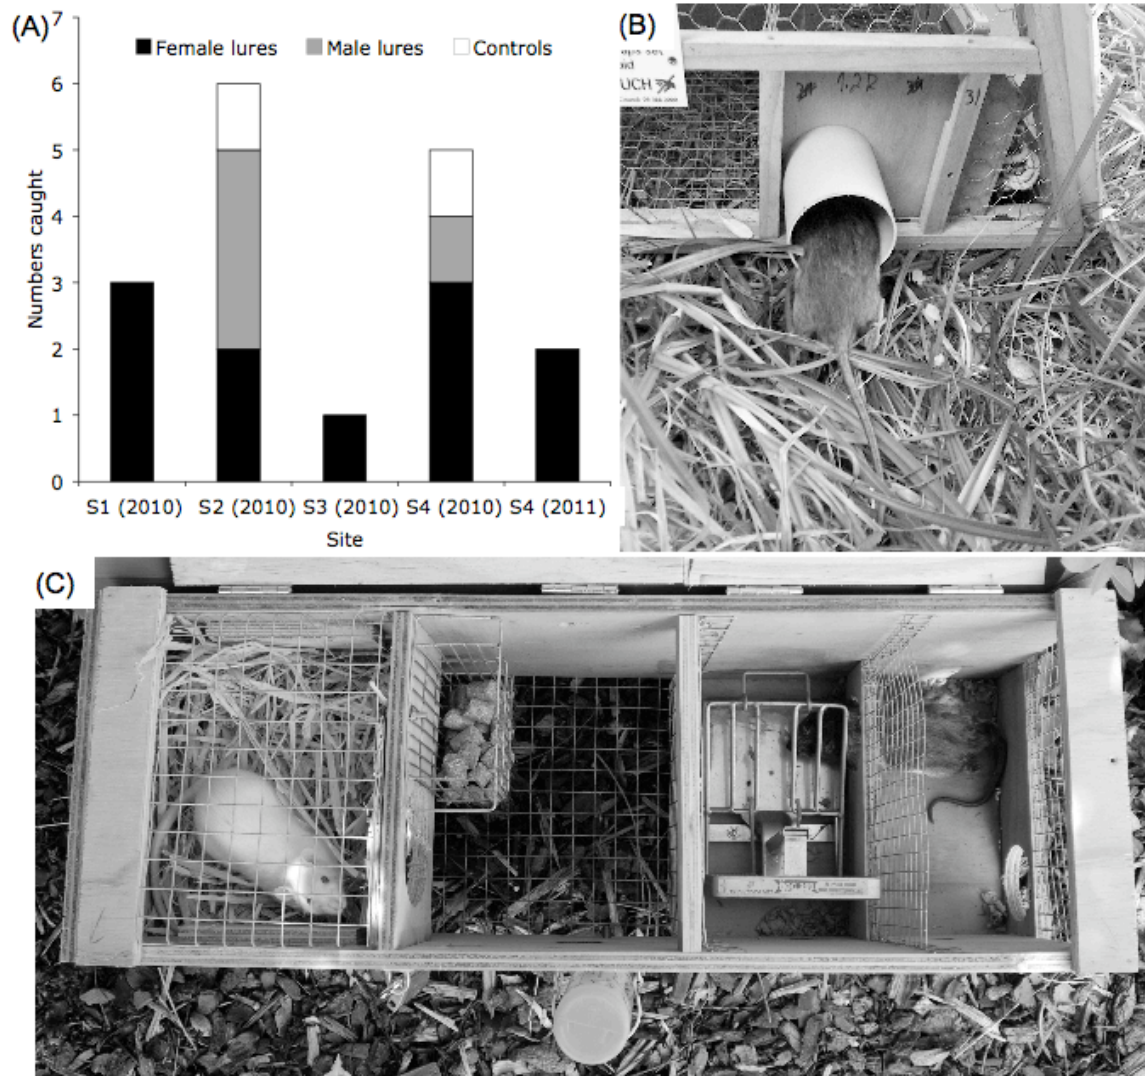 (A)
7
6
5
4
3
2
1
0
Numbers caught
Female lures
Male lures
Controls
S1 (2010)
S2 (2010)
S3 (2010)
S4 (2010)
S4 (2011)
Site
(B)
UCH
1.2R
31
(C)